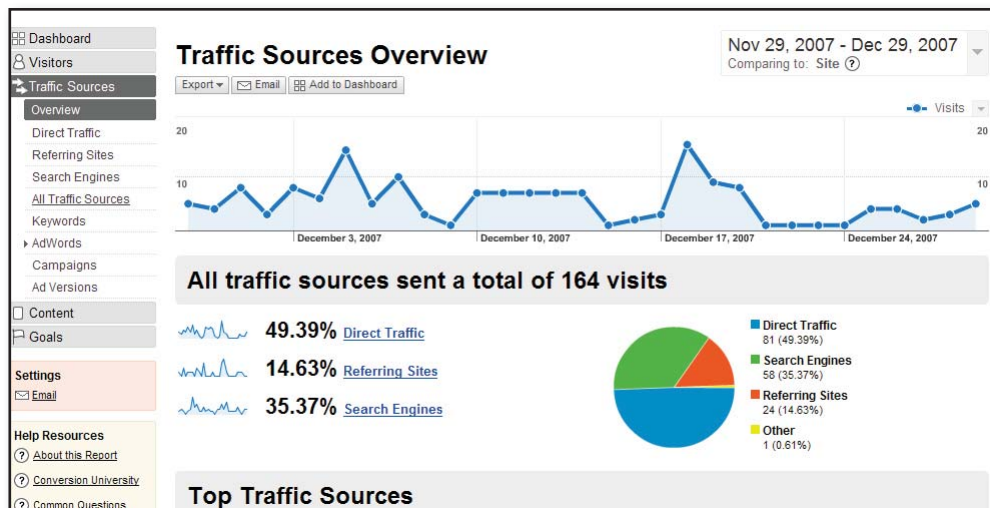 Dashboard
Visitors
Traffic Sources
Overview
Direct Traffic
Referring Sites
Search Engines
All Traffic Sources
Keywords
AdWords
Campaigns
Ad Versions
Content
Goals
Settings
Email
Help Resources
? About this Report
? Conversion University
? Common Questions
Traffic Sources Overview
Nov 29, 2007 - Dec 29, 2007
Comparing to: Site ?
Export Email Add to Dashboard
Visits
20 20
10 10
December 3, 2007 December 10, 2007 December 17, 2007 December 24, 2007
All traffic sources sent a total of 164 visits
49.39% Direct Traffic
14.63% Referring Sites
35.37% Search Engines
Direct Traffic
81 (49.39%)
Search Engines
58 (35.37%)
Referring Sites
24 (14.63%)
Other
1 (0.61%)
Top Traffic Sources